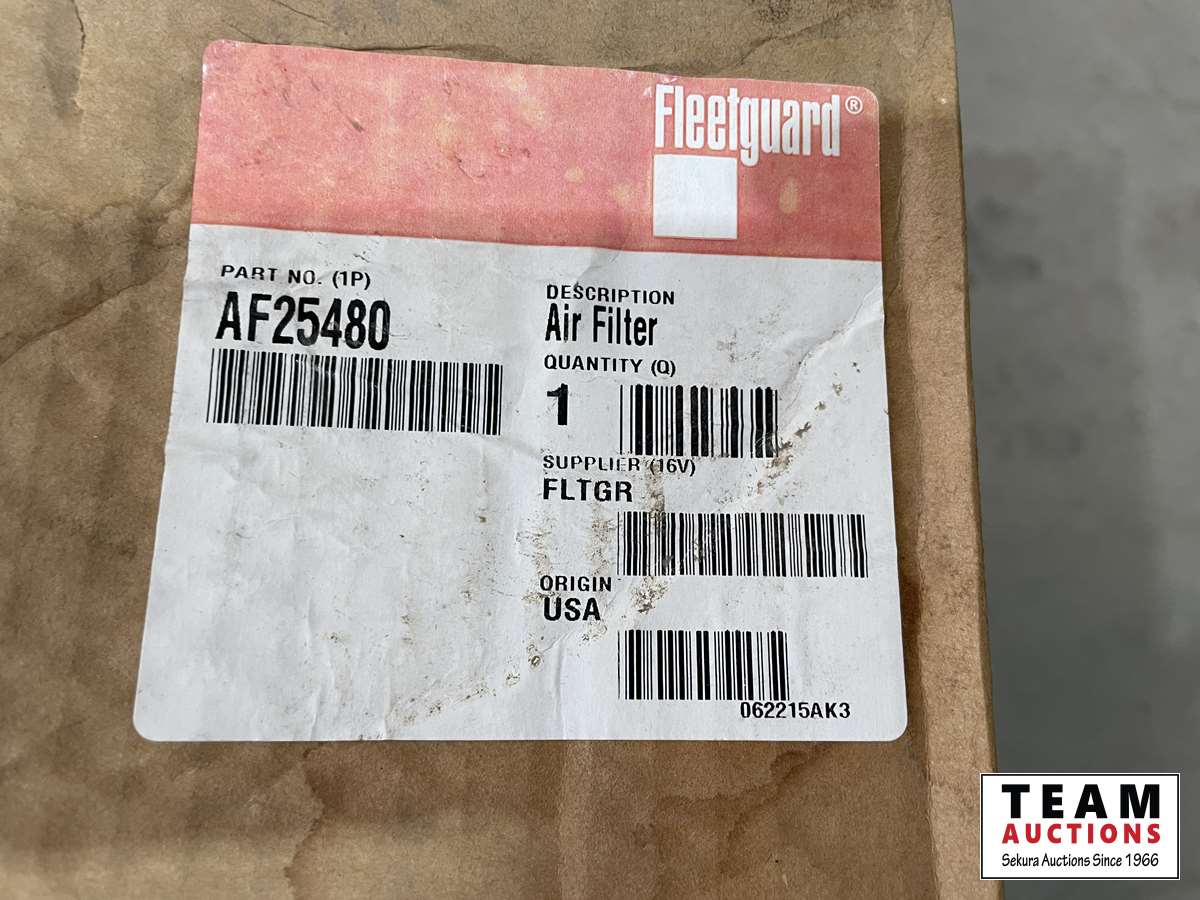 Fleetguard®
PART NO. (1P)
AF25480
DESCRIPTION
Air Filter
QUANTITY (Q)
1
SUPPLIER (16V)
FLTGR
ORIGIN
USA
062215AK3
TEAM
AUCTIONS
Sekura Auctions Since 1966